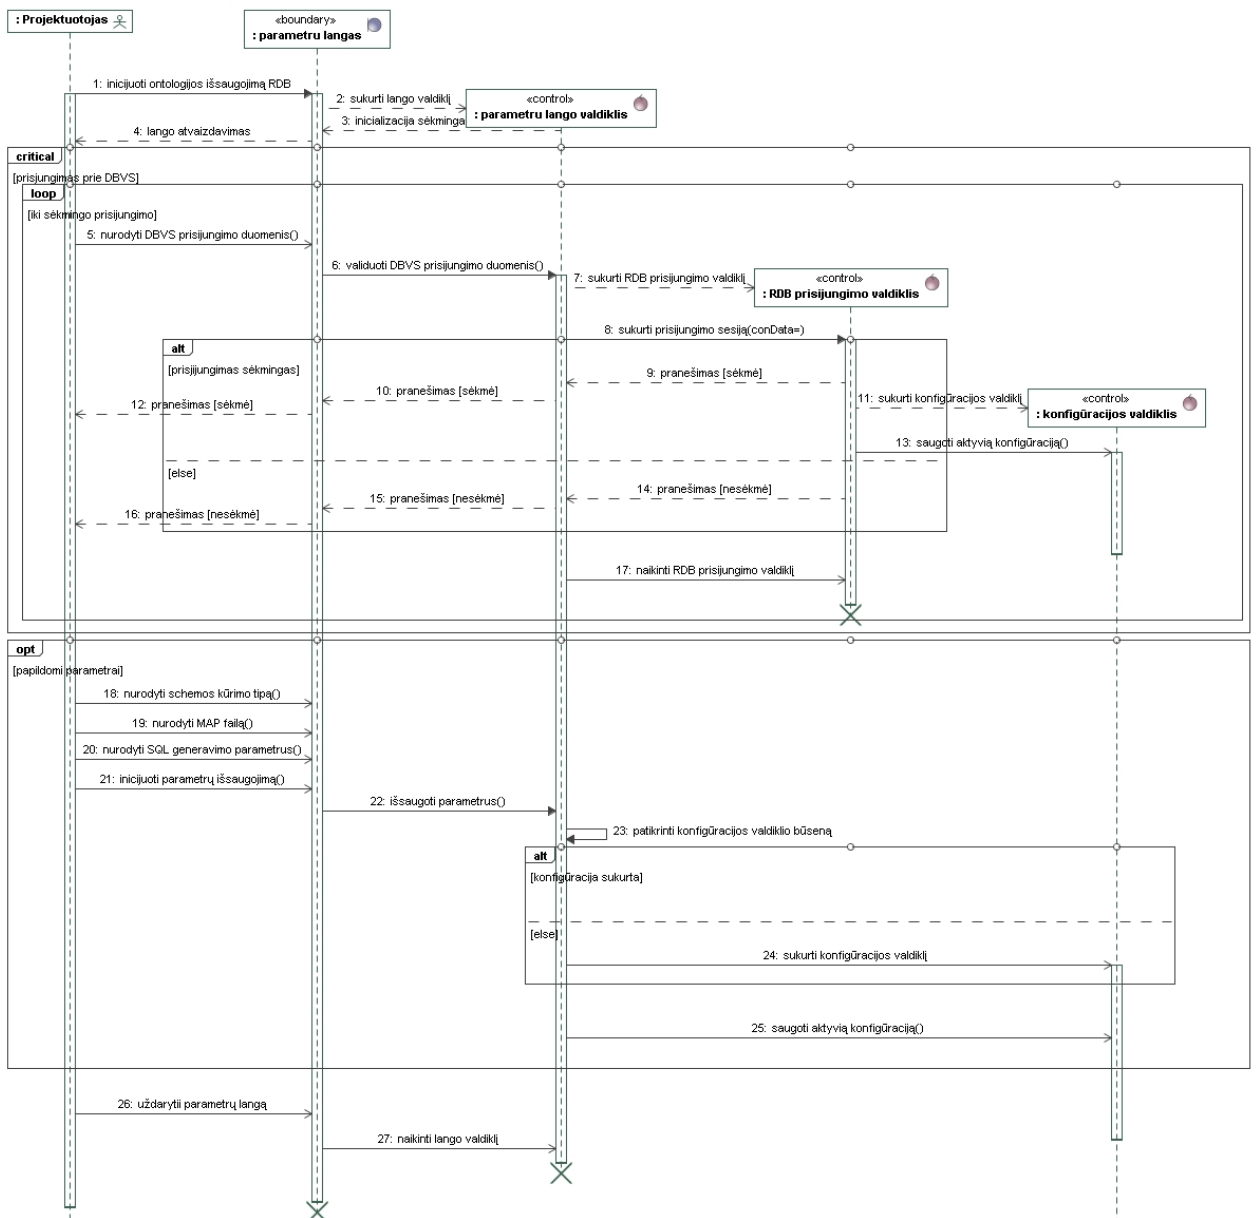 : Projektuotojas
«boundary»
: parametru langas
1: inicijuoti ontologijos išsaugojimą RDB
2: sukurti lango valdiklį
«control»
: parametru lango valdiklis
3: inicializacija sėkminga
4: lango atvaizdavimas
critical
[prisjungimas prie DBVS]
loop
[iki sėkmingo prisijungimo]
5: nurodyti DBVS prisijungimo duomenis()
6: validuoti DBVS prisijungimo duomenis()
7: sukurti RDB prisijungimo valdiklį
«control»
: RDB prisijungimo valdiklis
8: sukurti prisijungimo sesiją(conData=)
alt
[prisjijungimas sėkmingas]
9: pranešimas [sėkmė]
10: pranešimas [sėkmė]
11: sukurti konfigūracijos valdiklį
«control»
: konfigūracijos valdiklis
12: pranešimas [sėkmė]
13: saugoti aktyvią konfigūraciją()
[else]
14: pranešimas [nesėkmė]
15: pranešimas [nesėkmė]
16: pranešimas [nesėkmė]
17: naikinti RDB prisijungimo valdiklį
opt
[papildomi parametrai]
18: nurodyti schemos kūrimo tipą()
19: nurodyti MAP failą()
20: nurodyti SQL generavimo parametrus()
21: inicijuoti parametrų išsaugojimą()
22: išsaugoti parametrus()
23: patikrinti konfigūracijos valdiklio būseną
alt
[konfigūracija sukurta]
[else]
24: sukurti konfigūracijos valdiklį
25: saugoti aktyvią konfigūraciją()
26: uždarytii parametrų langą
27: naikinti lango valdiklį